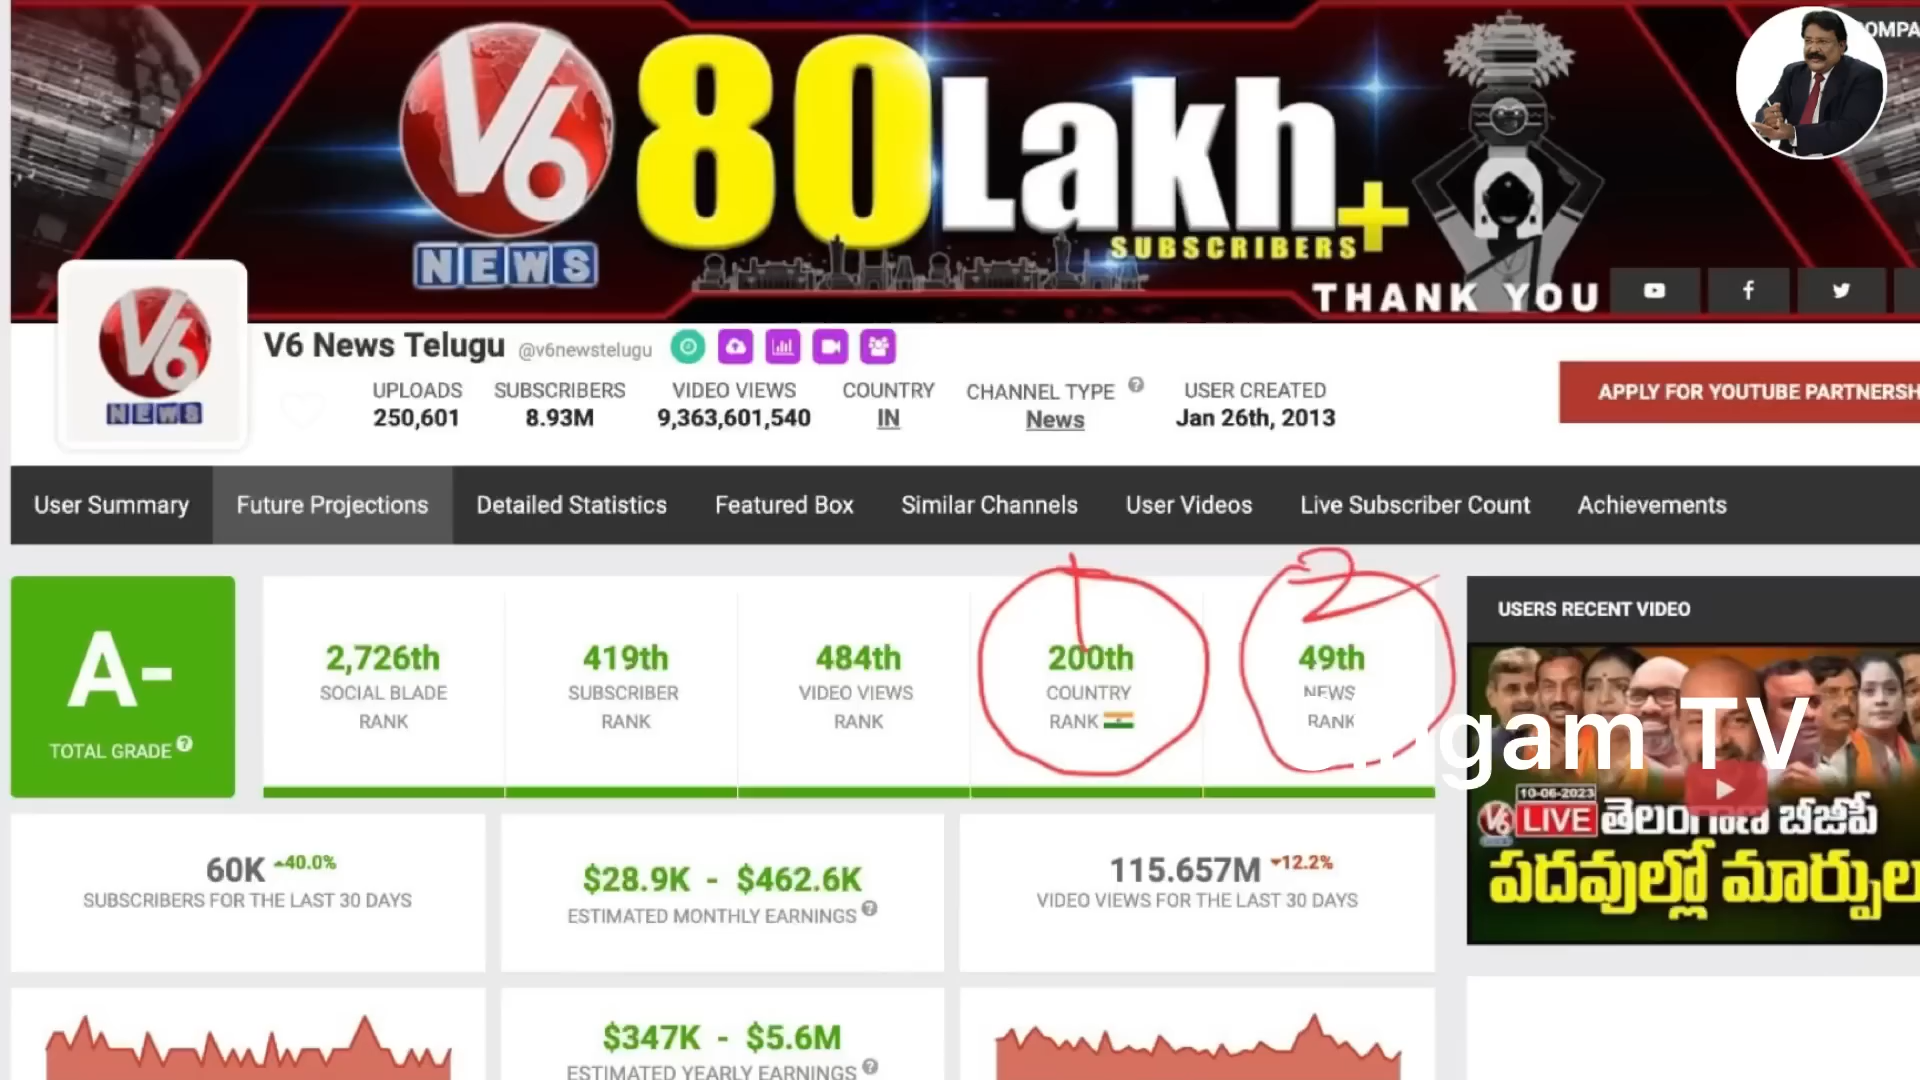 COMPA
V6
NEWS
80 Lakh+
SUBSCRIBERS
THANK YOU
V6
NEWS
V6 News Telugu @v6newstelugu
UPLOADS SUBSCRIBERS VIDEO VIEWS COUNTRY CHANNEL TYPE USER CREATED
250,601 8.93M 9,363,601,540 IN News Jan 26th, 2013
APPLY FOR YOUTUBE PARTNERSH
User Summary Future Projections Detailed Statistics Featured Box Similar Channels User Videos Live Subscriber Count Achievements
1 2
A-
TOTAL GRADE
2,726th 419th 484th 200th 49th
SOCIAL BLADE SUBSCRIBER VIDEO VIEWS COUNTRY NEWS
RANK RANK RANK RANK RANK
USERS RECENT VIDEO
gam TV
10-06-2023
V6 LIVE తెలంగాణ బీజేపీ
పదవుల్లో మార్పుల
60K 40.0%
SUBSCRIBERS FOR THE LAST 30 DAYS
$28.9K - $462.6K
ESTIMATED MONTHLY EARNINGS
115.657M 12.2%
VIDEO VIEWS FOR THE LAST 30 DAYS
$347K - $5.6M
ESTIMATED YEARLY EARNINGS